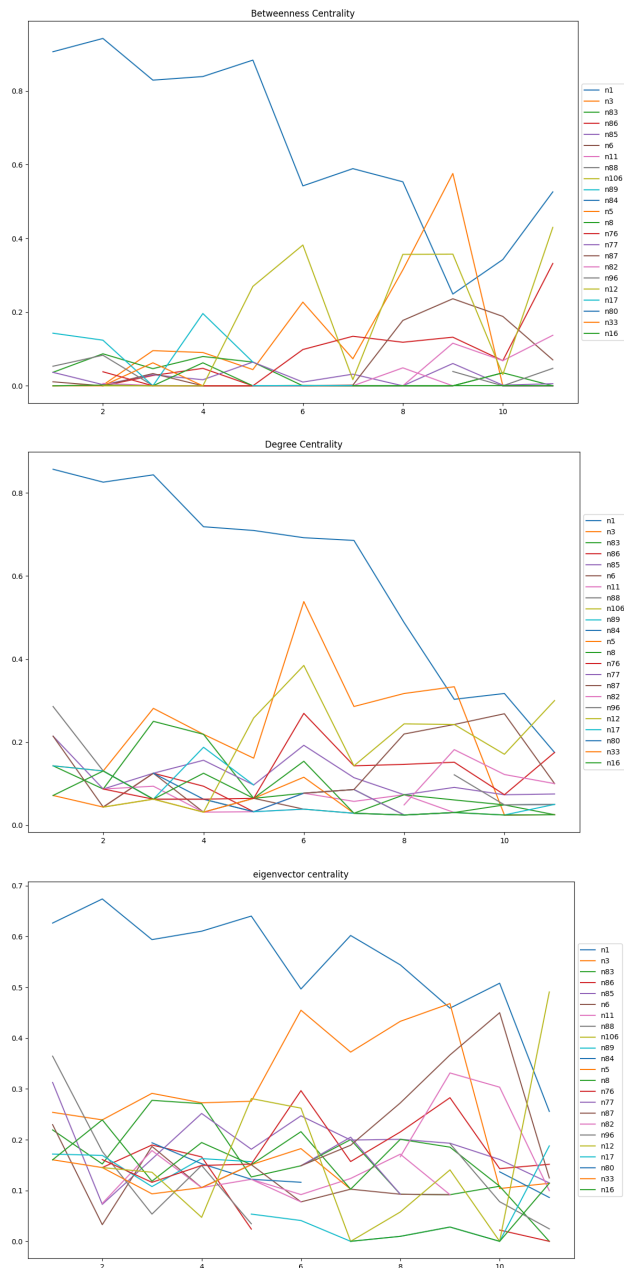 Betweenness Centrality
0.8
0.6
0.4
0.2
0.0
2 4 6 8 10
n1
n3
n83
n86
n85
n6
n11
n88
n106
n89
n84
n5
n8
n76
n77
n87
n82
n96
n12
n17
n80
n33
n16
Degree Centrality
0.8
0.6
0.4
0.2
0.0
2 4 6 8 10
n1
n3
n83
n86
n85
n6
n11
n88
n106
n89
n84
n5
n8
n76
n77
n87
n82
n96
n12
n17
n80
n33
n16
eigenvector centrality
0.7
0.6
0.5
0.4
0.3
0.2
0.1
0.0
2 4 6 8 10
n1
n3
n83
n86
n85
n6
n11
n88
n106
n89
n84
n5
n8
n76
n77
n87
n82
n96
n12
n17
n80
n33
n16